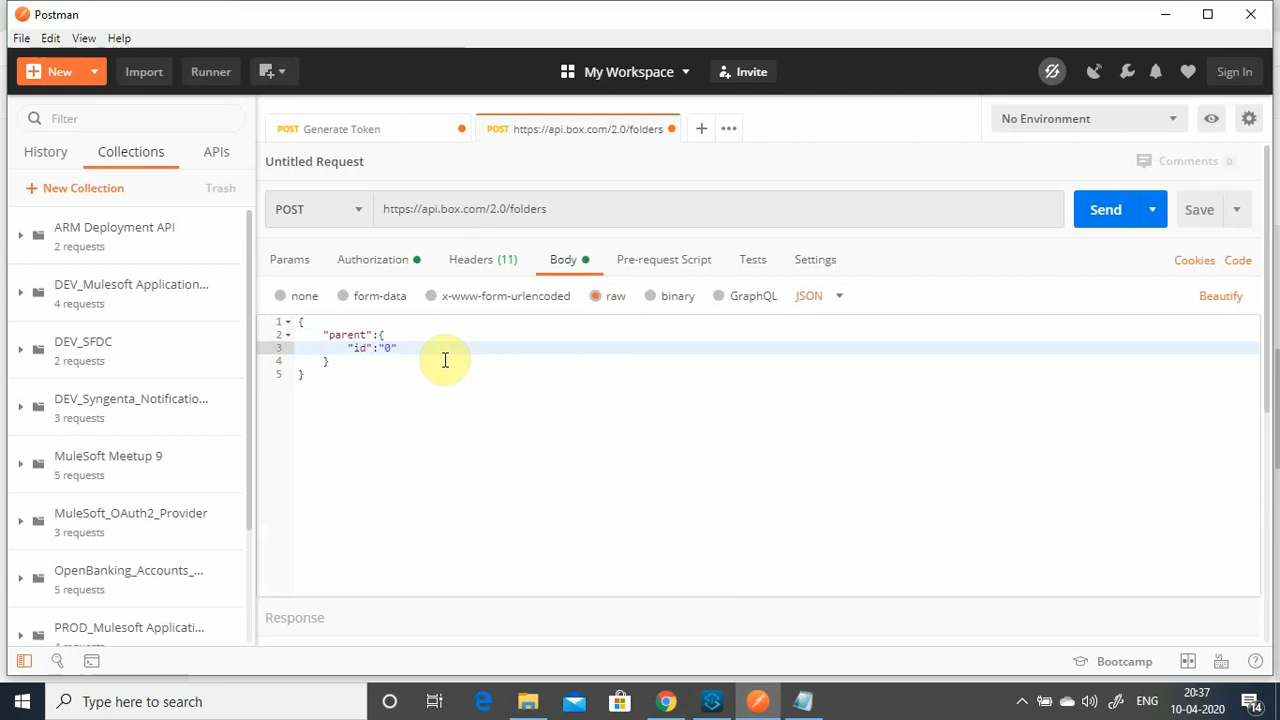 Postman
File Edit View Help
New Import Runner My Workspace Invite Sign In
Filter
History Collections APIs
New Collection Trash
ARM Deployment API
2 requests
DEV_Mulesoft Application...
4 requests
DEV_SFDC
2 requests
DEV_Syngenta_Notificatio...
3 requests
MuleSoft Meetup 9
5 requests
MuleSoft_OAuth2_Provider
3 requests
OpenBanking_Accounts_...
5 requests
PROD_Mulesoft Applicati...
POST Generate Token POST https://api.box.com/2.0/folders + ••• No Environment
Untitled Request Comments 0
POST https://api.box.com/2.0/folders Send Save
Params Authorization Headers (11) Body Pre-request Script Tests Settings Cookies Code
none form-data x-www-form-urlencoded raw binary GraphQL JSON Beautify
1 {
2 "parent":{
3 "id":"0"
4 }
5 }
Response
Bootcamp
Type here to search ENG 20:37
10-04-2020 14